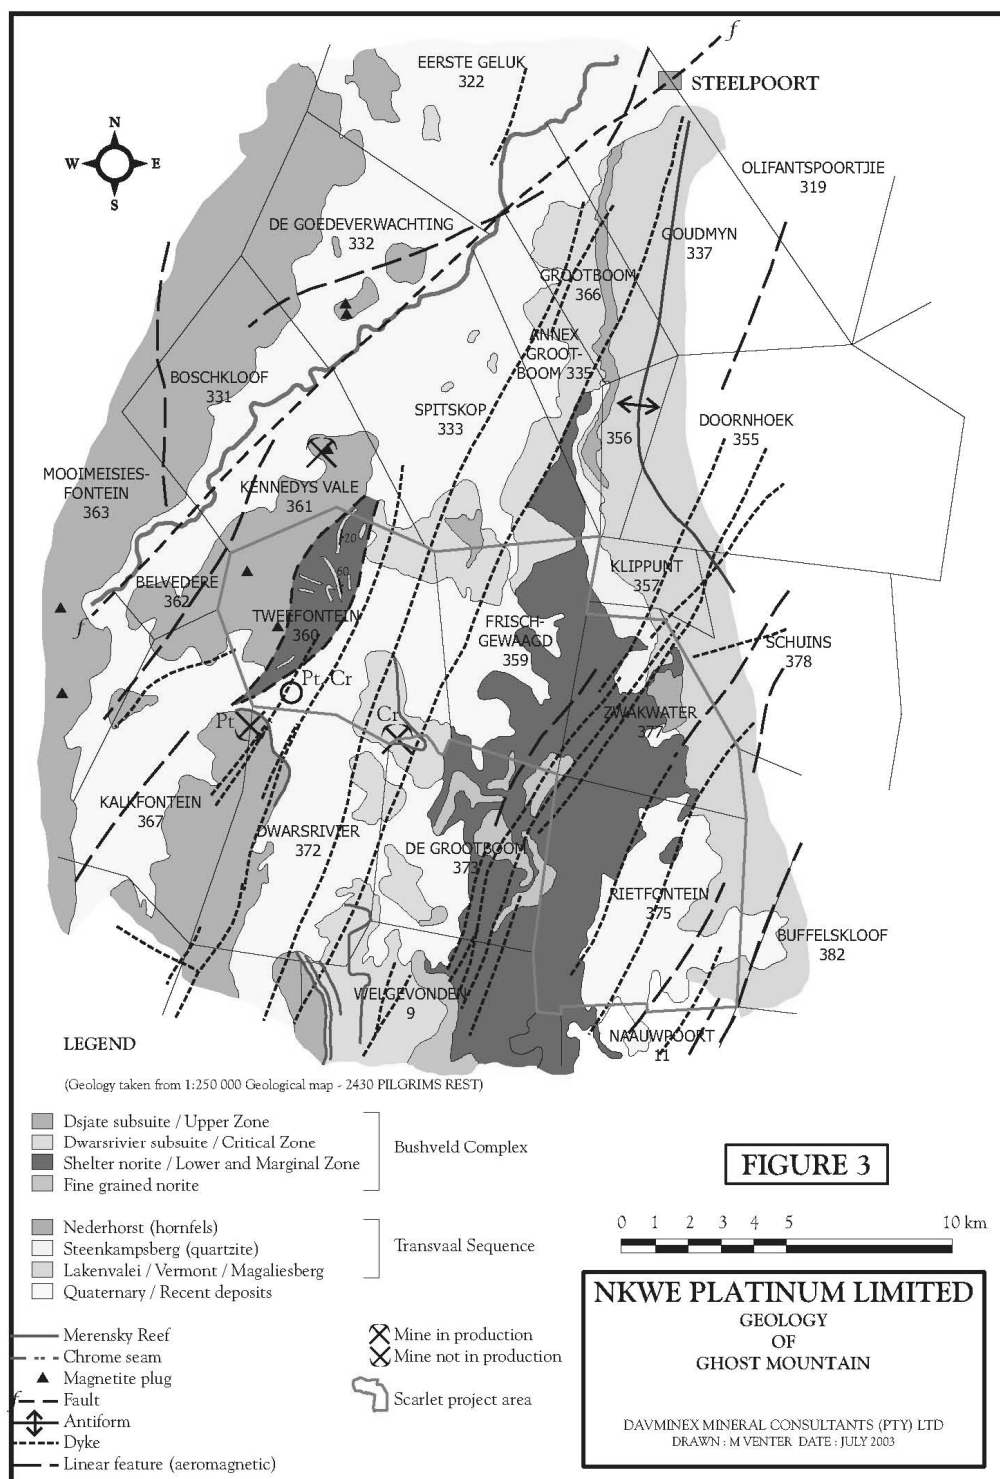 f
EERSTE GELUK
322
STEELPOORT
N
W E
S
OLIFANTSPOORTJIE
319
DE GOEDEVERWACHTING
332
GOUDMYN
337
GROOTBOOM
366
ANNEX
GROOT-
BOOM 335
BOSCHKLOOF
331
SPITSKOP
333
356
DOORNHOEK
355
MOOIMEISIES-
FONTEIN
363
KENNEDYS VALE
361
20
60
BELVEDERE
362
KLIPPUNT
357
f
TWEEFONTEIN
360
FRISCH-
GEWAAGD
359
SCHUINS
378
Pt, Cr
Pt
Cr
ZWAKWATER
377
KALKFONTEIN
367
DWARSRIVIER
372
DE GROOTBOOM
373
RIETFONTEIN
375
BUFFELSKLOOF
382
WELGEVONDEN
9
NAAUWPOORT
11
LEGEND
(Geology taken from 1:250 000 Geological map - 2430 PILGRIMS REST)
Dsjate subsuite / Upper Zone
Dwarsrivier subsuite / Critical Zone
Shelter norite / Lower and Marginal Zone
Fine grained norite
Bushveld Complex
Nederhorst (hornfels)
Steenkampsberg (quartzite)
Lakenvalei / Vermont / Magaliesberg
Transvaal Sequence
Quaternary / Recent deposits
Merensky Reef
Chrome seam
Magnetite plug
f Fault
Antiform
Dyke
Linear feature (aeromagnetic)
Mine in production
Mine not in production
Scarlet project area
FIGURE 3
0 1 2 3 4 5 10 km
NKWE PLATINUM LIMITED
GEOLOGY
OF
GHOST MOUNTAIN
DAVMINEX MINERAL CONSULTANTS (PTY) LTD
DRAWN : M VENTER DATE : JULY 2003